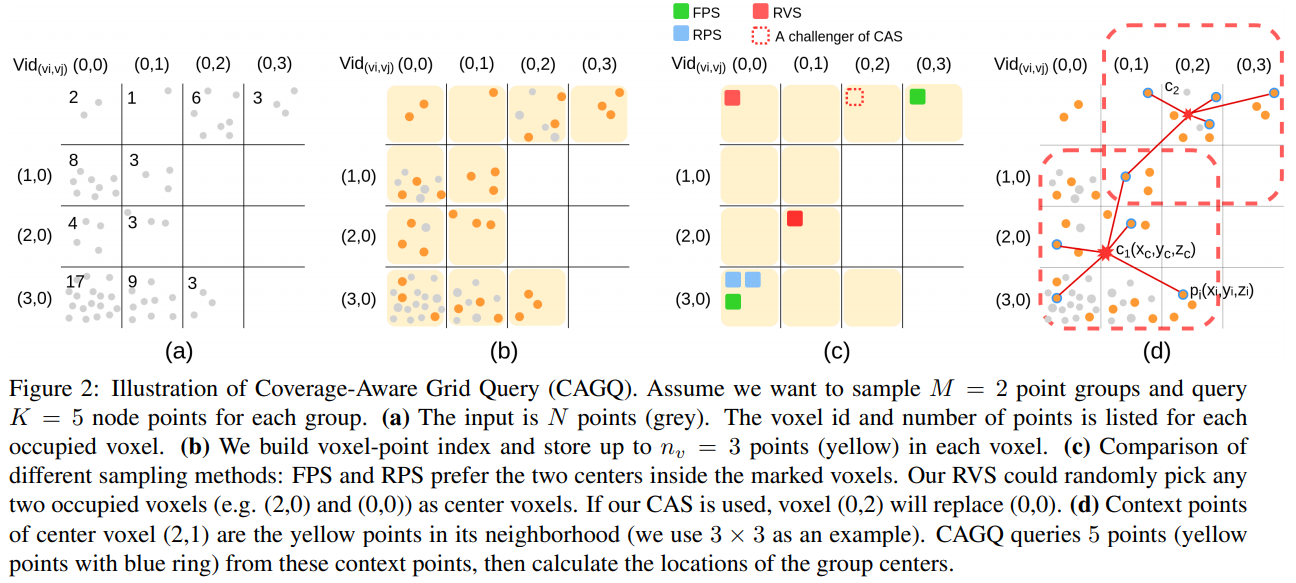 FPS RVS
RPS A challenger of CAS
Vid(vi,vj) (0,0) (0,1) (0,2) (0,3)
2 1 6 3
(1,0) 8 3
(2,0) 4 3
(3,0) 17 9 3
(a)
Vid(vi,vj) (0,0) (0,1) (0,2) (0,3)
(1,0)
(2,0)
(3,0)
(b)
Vid(vi,vj) (0,0) (0,1) (0,2) (0,3)
(1,0)
(2,0)
(3,0)
(c)
Vid(vi,vj) (0,0) (0,1) (0,2) (0,3)
c2
(1,0)
(2,0)
c1(xc,yc,zc)
(3,0)
pi(xi,yi,zi)
(d)
Figure 2: Illustration of Coverage-Aware Grid Query (CAGQ). Assume we want to sample M = 2 point groups and query
K = 5 node points for each group. (a) The input is N points (grey). The voxel id and number of points is listed for each
occupied voxel. (b) We build voxel-point index and store up to nv = 3 points (yellow) in each voxel. (c) Comparison of
different sampling methods: FPS and RPS prefer the two centers inside the marked voxels. Our RVS could randomly pick any
two occupied voxels (e.g. (2,0) and (0,0)) as center voxels. If our CAS is used, voxel (0,2) will replace (0,0). (d) Context points
of center voxel (2,1) are the yellow points in its neighborhood (we use 3 × 3 as an example). CAGQ queries 5 points (yellow
points with blue ring) from these context points, then calculate the locations of the group centers.